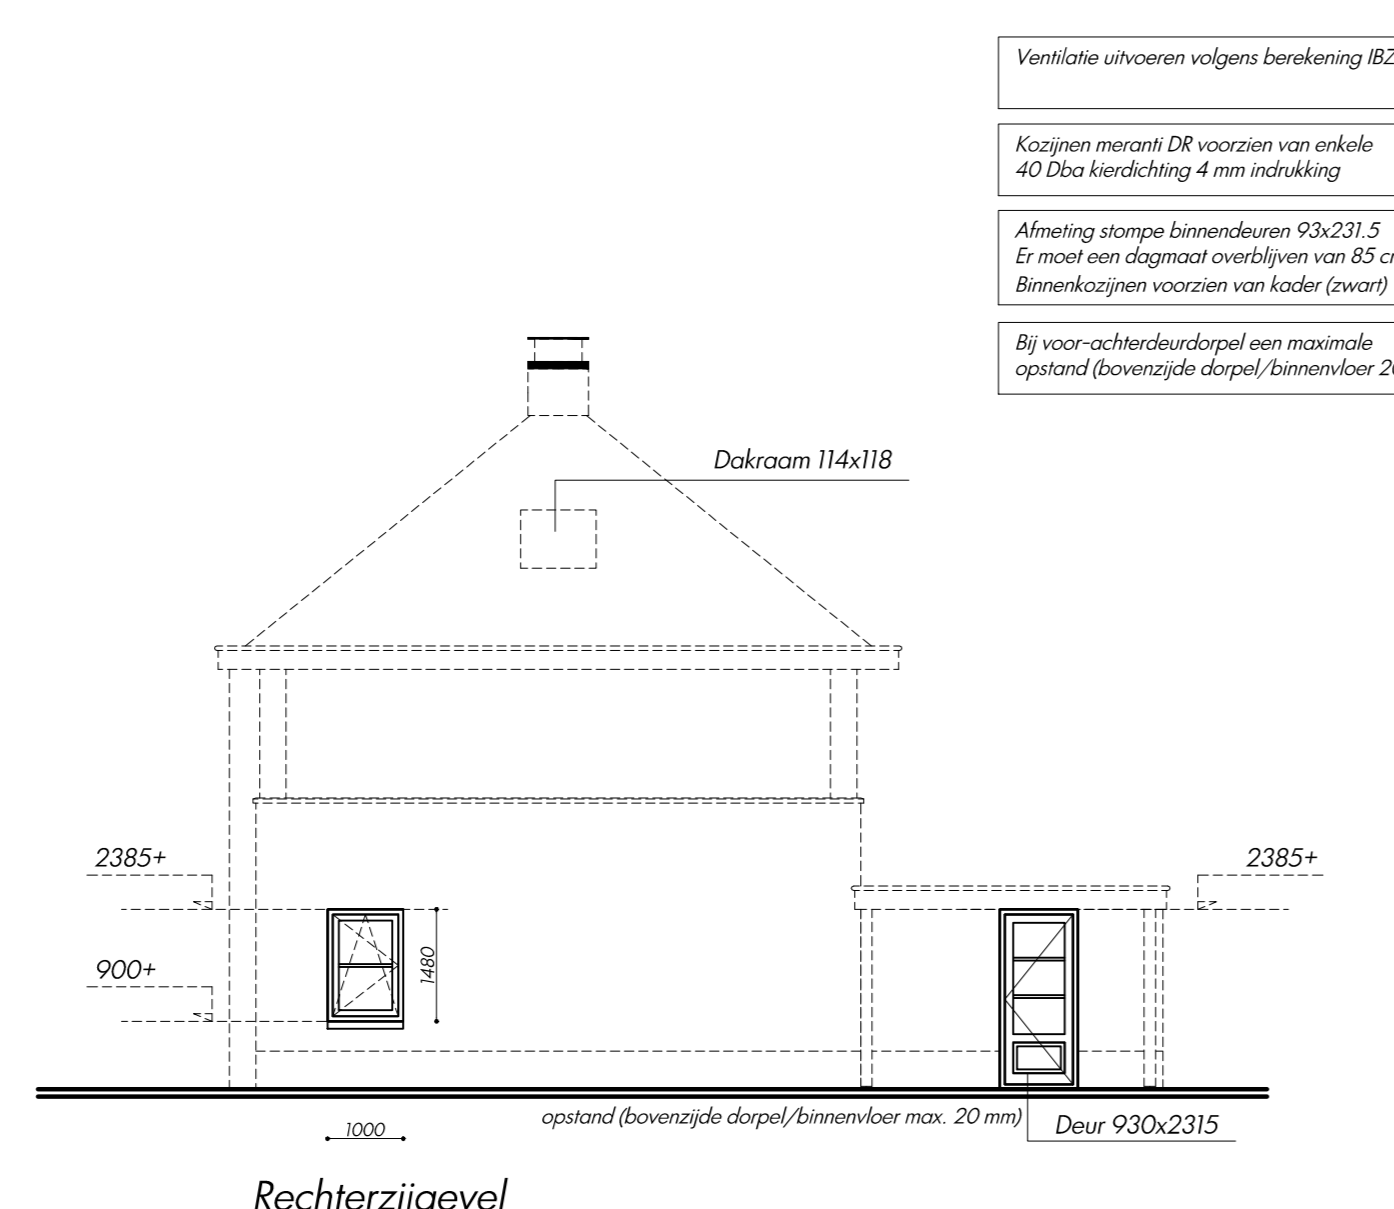 Ventilatie uitvoeren volgens berekening IBZ
Kozijnen meranti DR voorzien van enkele
40 Dba kierdichting 4 mm indrukking
Afmeting stompe binnendeuren 93x231.5
Er moet een dagmaat overblijven van 85 cm
Binnenkozijnen voorzien van kader (zwart)
Bij voor-achterdeurdorpel een maximale
opstand (bovenzijde dorpel/binnenvloer 20
Dakraam 114x118
2385+
2385+
900+
1480
opstand (bovenzijde dorpel/binnenvloer max. 20 mm)
Deur 930x2315
1000
Rechterzijgevel